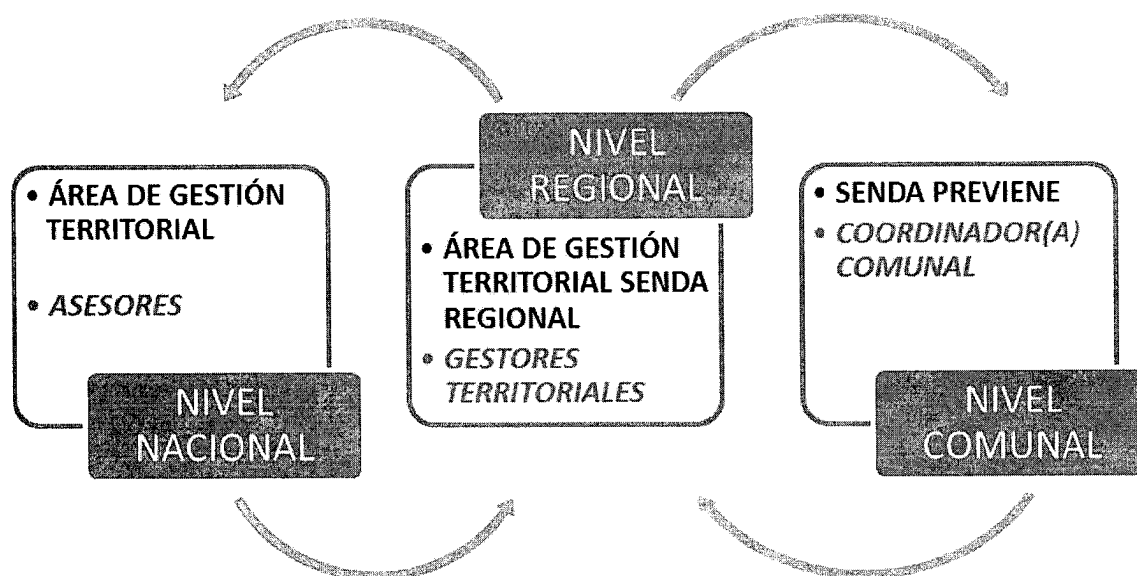 • ÁREA DE GESTIÓN
TERRITORIAL
• ASESORES
NIVEL
NACIONAL
NIVEL
REGIONAL
• ÁREA DE GESTIÓN
TERRITORIAL SENDA
REGIONAL
• GESTORES
TERRITORIALES
• SENDA PREVIENE
• COORDINADOR(A)
COMUNAL
NIVEL
COMUNAL